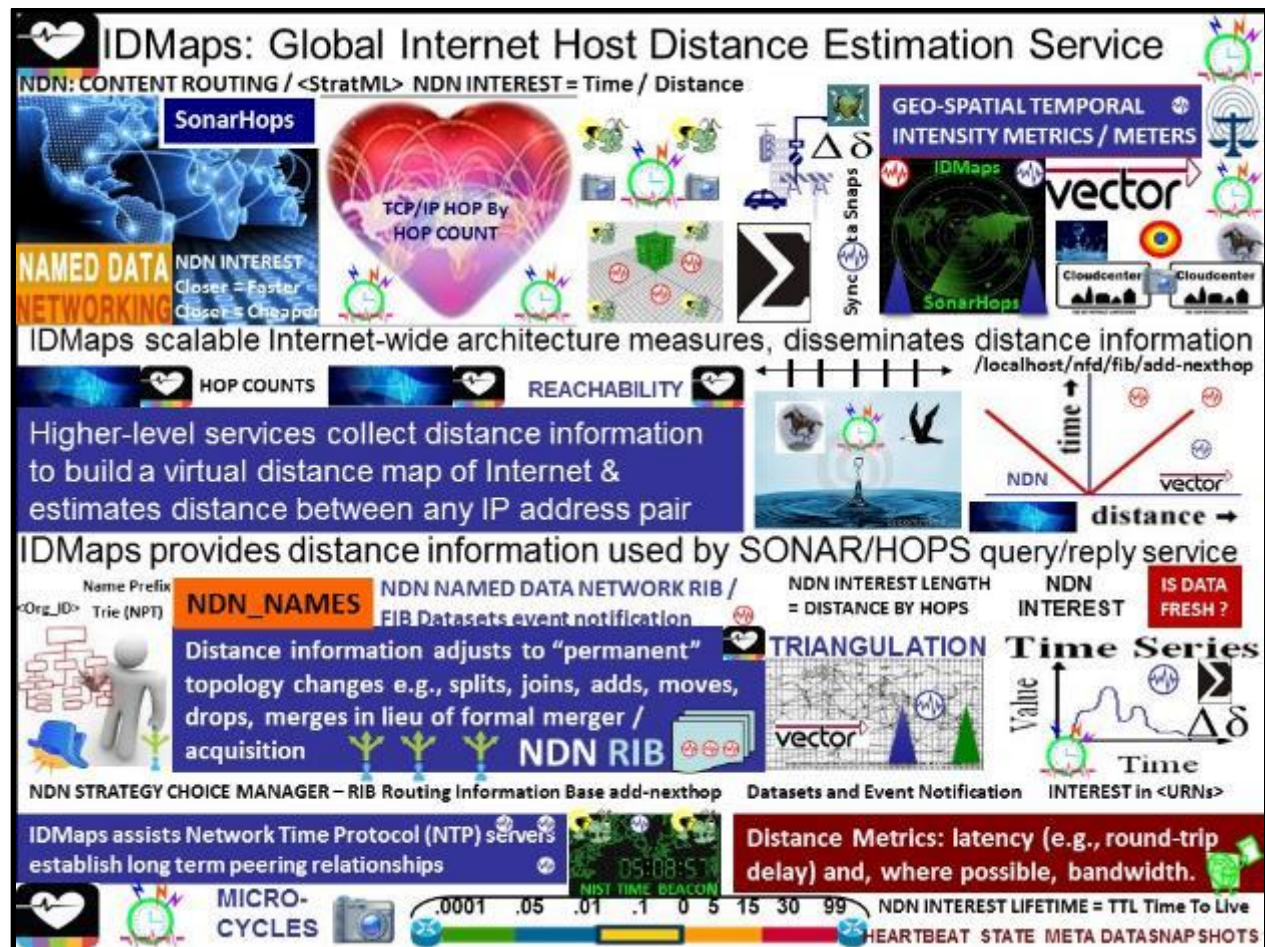 IDMaps: Global Internet Host Distance Estimation Service
NDN: CONTENT ROUTING / <StratML> NDN INTEREST = Time / Distance
SonarHops
NAMED DATA
NETWORKING
NDN INTEREST
Closer = Faster
Closer = Cheaper
TCP/IP HOP By
HOP COUNT
Δ δ
Sync
ta Snaps
GEO-SPATIAL TEMPORAL
INTENSITY METRICS / METERS
IDMaps
SonarHops
vector
Cloudcenter
Cloudcenter
IDMaps scalable Internet-wide architecture measures, disseminates distance information
HOP COUNTS
REACHABILITY
/localhost/nfd/fib/add-nexthop
Higher-level services collect distance information
to build a virtual distance map of Internet &
estimates distance between any IP address pair
time
NDN
vector
distance
IDMaps provides distance information used by SONAR/HOPS query/reply service
<Org_ID>
Name Prefix
Trie (NPT)
NDN_NAMES
NDN NAMED DATA NETWORK RIB /
FIB Datasets event notification
NDN INTEREST LENGTH
= DISTANCE BY HOPS
NDN
INTEREST
IS DATA
FRESH ?
Distance information adjusts to “permanent”
topology changes e.g., splits, joins, adds, moves,
drops, merges in lieu of formal merger /
acquisition
NDN RIB
TRIANGULATION
vector
Time Series
Value
Σ
Δδ
Time
NDN STRATEGY CHOICE MANAGER – RIB Routing Information Base add-nexthop
Datasets and Event Notification
INTEREST in <URNs>
IDMaps assists Network Time Protocol (NTP) servers
establish long term peering relationships
05:08:57
NIST TIME BEACON
Distance Metrics: latency (e.g., round-trip
delay) and, where possible, bandwidth.
MICRO-
CYCLES
.0001 .05 .01 .1 0 5 15 30 99
NDN INTEREST LIFETIME = TTL Time To Live
HEARTBEAT STATE META DATASNAPSHOTS